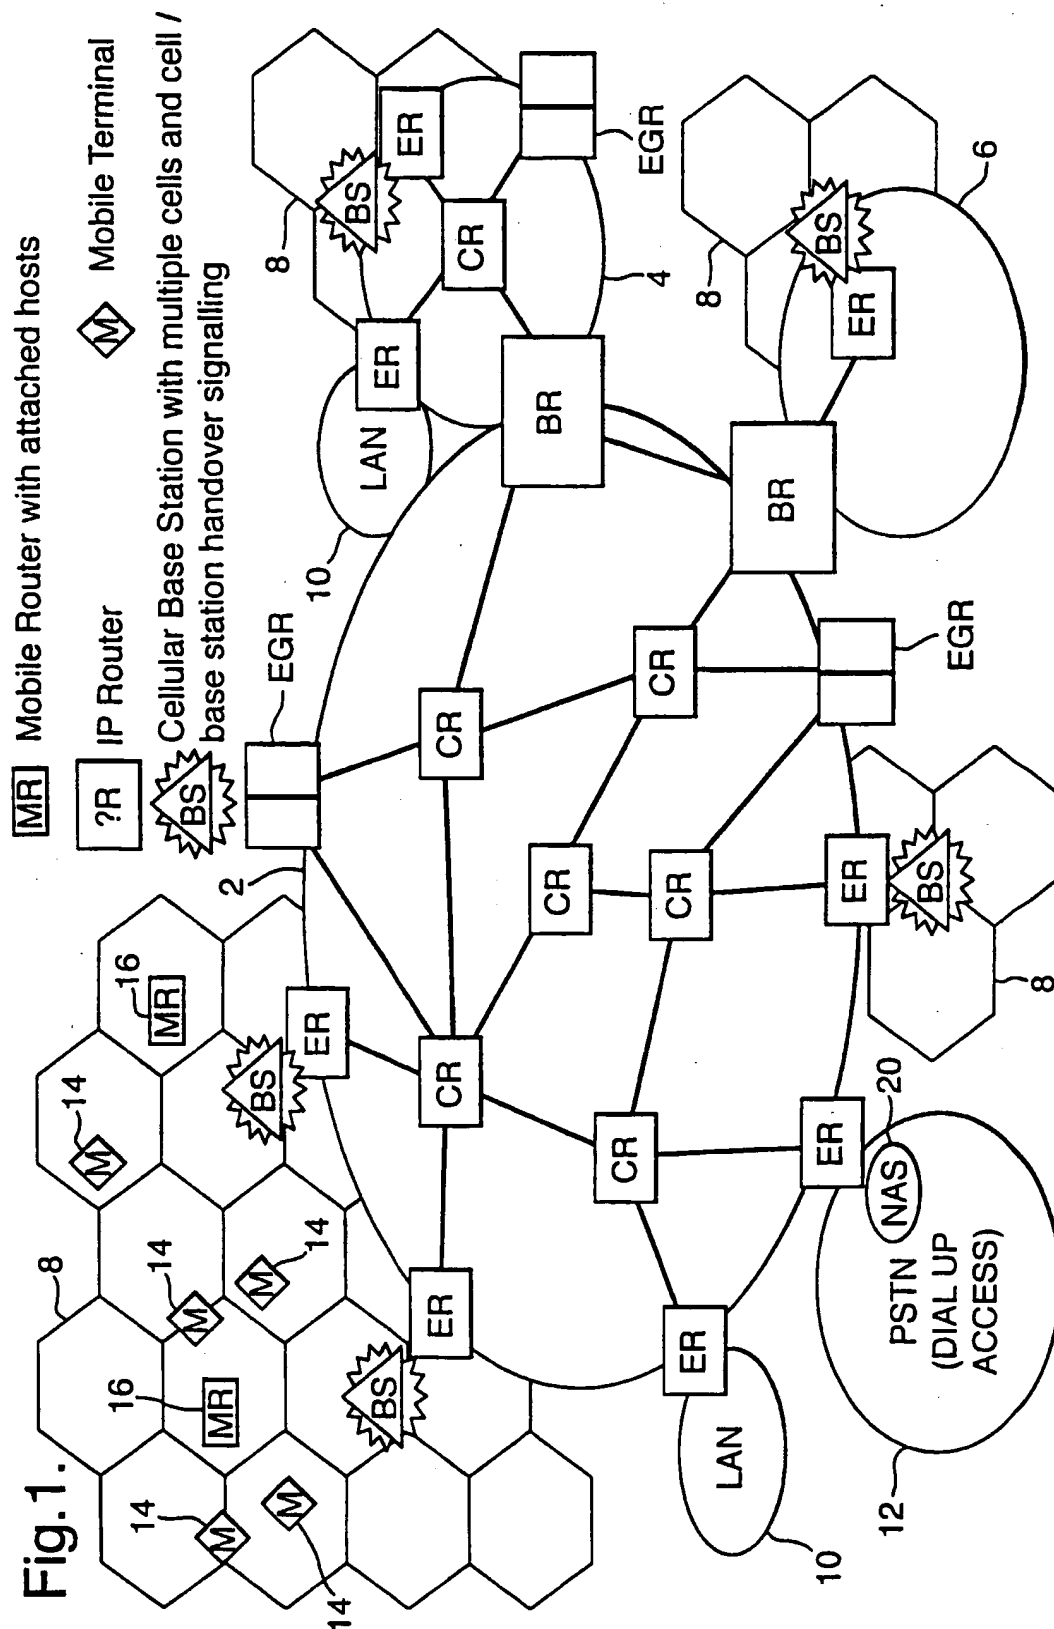 Fig.1.
MR Mobile Router with attached hosts
?R IP Router
M Mobile Terminal
BS Cellular Base Station with multiple cells and cell /
base station handover signalling
8
14
M
16
16
14
14
MR
M
MR
M
2
M
BS
8
EGR
M
14
ER
10
14
BS
LAN
BS
ER
ER
ER
CR
CR
CR
BR
CR
CR
EGR
4
CR
CR
ER
LAN
8
BR
10
ER
BS
ER
ER
20
12
NAS
PSTN
(DIAL UP
ACCESS)
BS
EGR
6
8